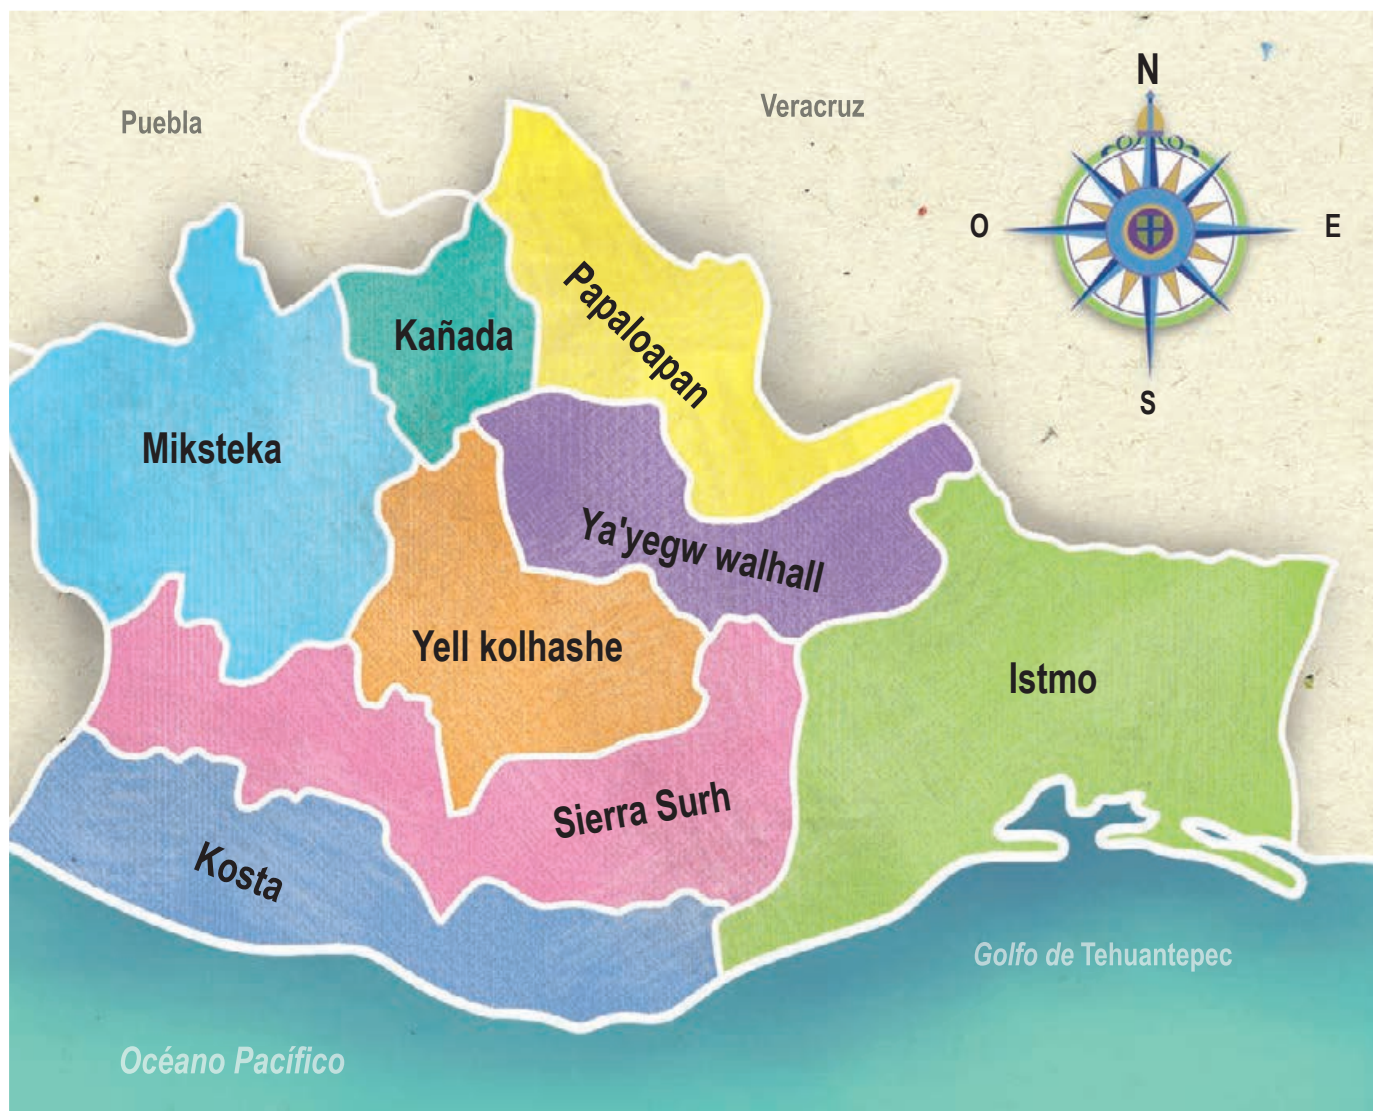 N
Puebla
Veracruz
O
E
Papaloapan
Kañada
S
Miksteka
Ya'yegw walhall
Yell kolhashe
Istmo
Sierra Surh
Kosta
Golfo de Tehuantepec
Océano Pacífico